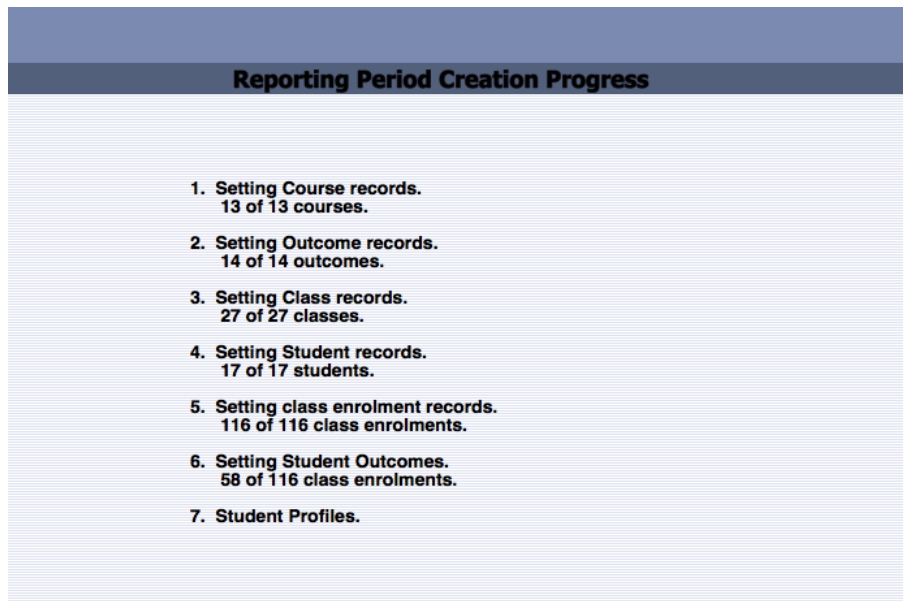 Reporting Period Creation Progress
1. Setting Course records.
13 of 13 courses.
2. Setting Outcome records.
14 of 14 outcomes.
3. Setting Class records.
27 of 27 classes.
4. Setting Student records.
17 of 17 students.
5. Setting class enrolment records.
116 of 116 class enrolments.
6. Setting Student Outcomes.
58 of 116 class enrolments.
7. Student Profiles.